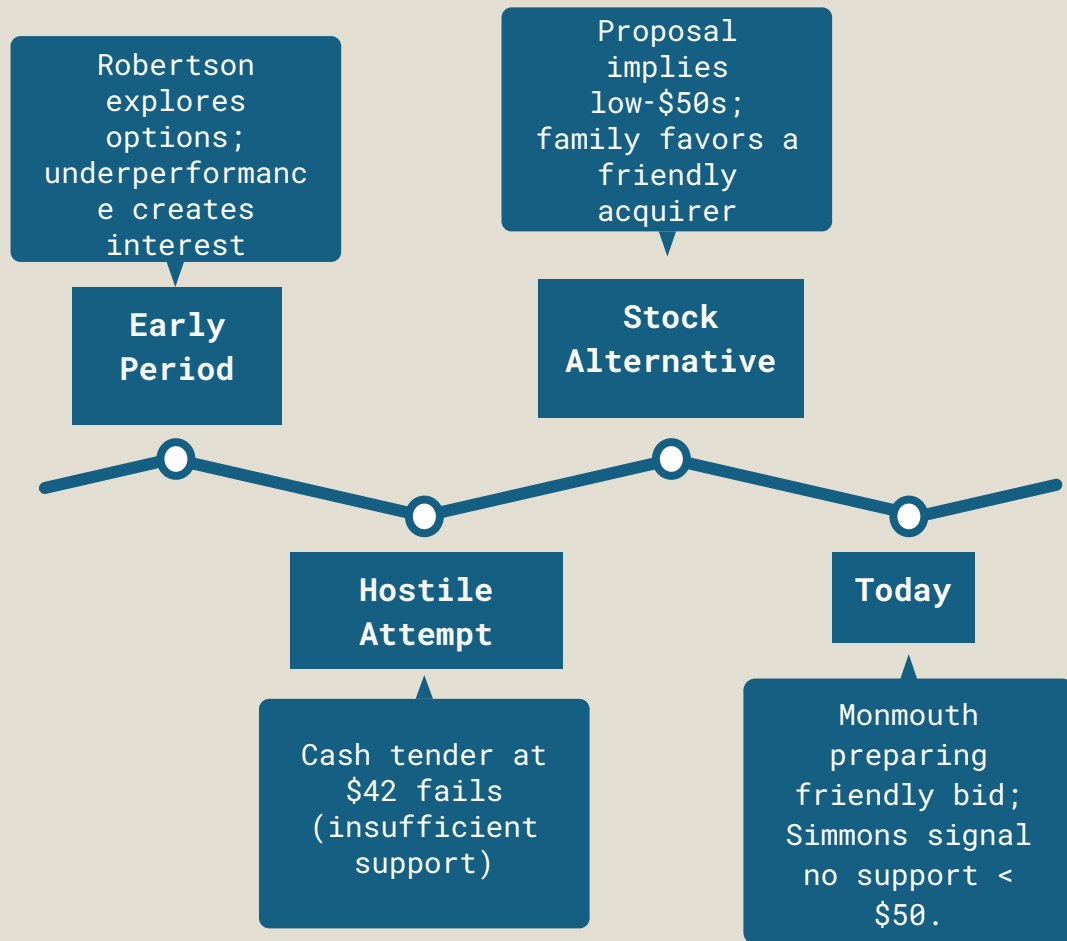 Robertson
explores
options;
underperformanc
e creates
interest
Early
Period
Proposal
implies
low-$50s;
family favors a
friendly
acquirer
Stock
Alternative
Hostile
Attempt
Cash tender at
$42 fails
(insufficient
support)
Today
Monmouth
preparing
friendly bid;
Simmons signal
no support <
$50.